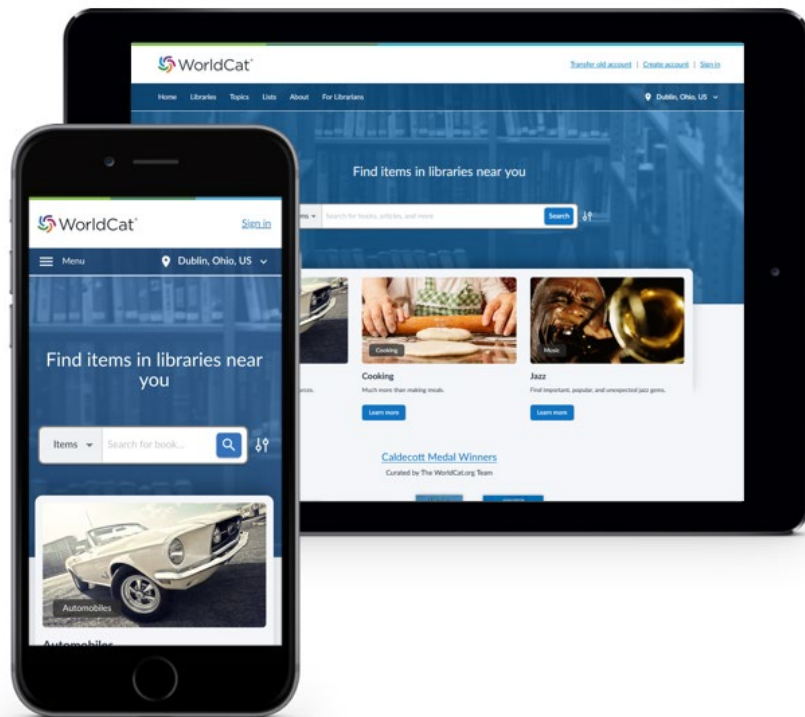 WorldCat®
Transfer old account | Create account | Sign in
Home Libraries Topics Lists About For Librarians
Dublin, Ohio, US
Find items in libraries near you
Search for books, articles, and more
Search
Cooking
Music
Cooking
Much more than making meals.
Learn more
Jazz
Find important, popular, and unexpected jazz gems.
Learn more
Caldecott Medal Winners
Curated by The WorldCat.org Team
WorldCat®
Sign in
Menu
Dublin, Ohio, US
Find items in libraries near
you
Items
Search for book...
Automobiles
Automobiles